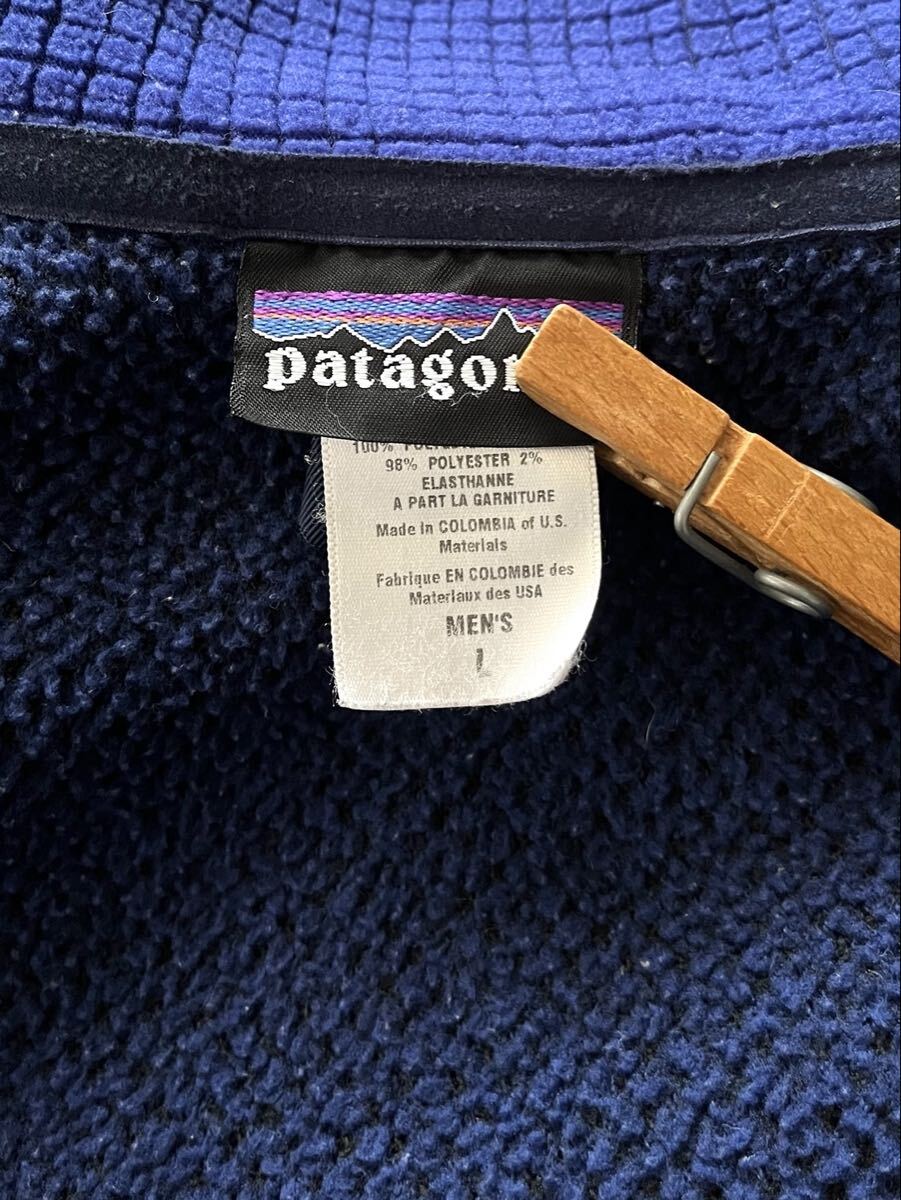 patagon
100%
98% POLYESTER 2%
ELASTHANNE
A PART LA GARNITURE
Made in COLOMBIA of U.S.
Materials
Fabrique EN COLOMBIE des
Materiaux des USA
MEN'S
L